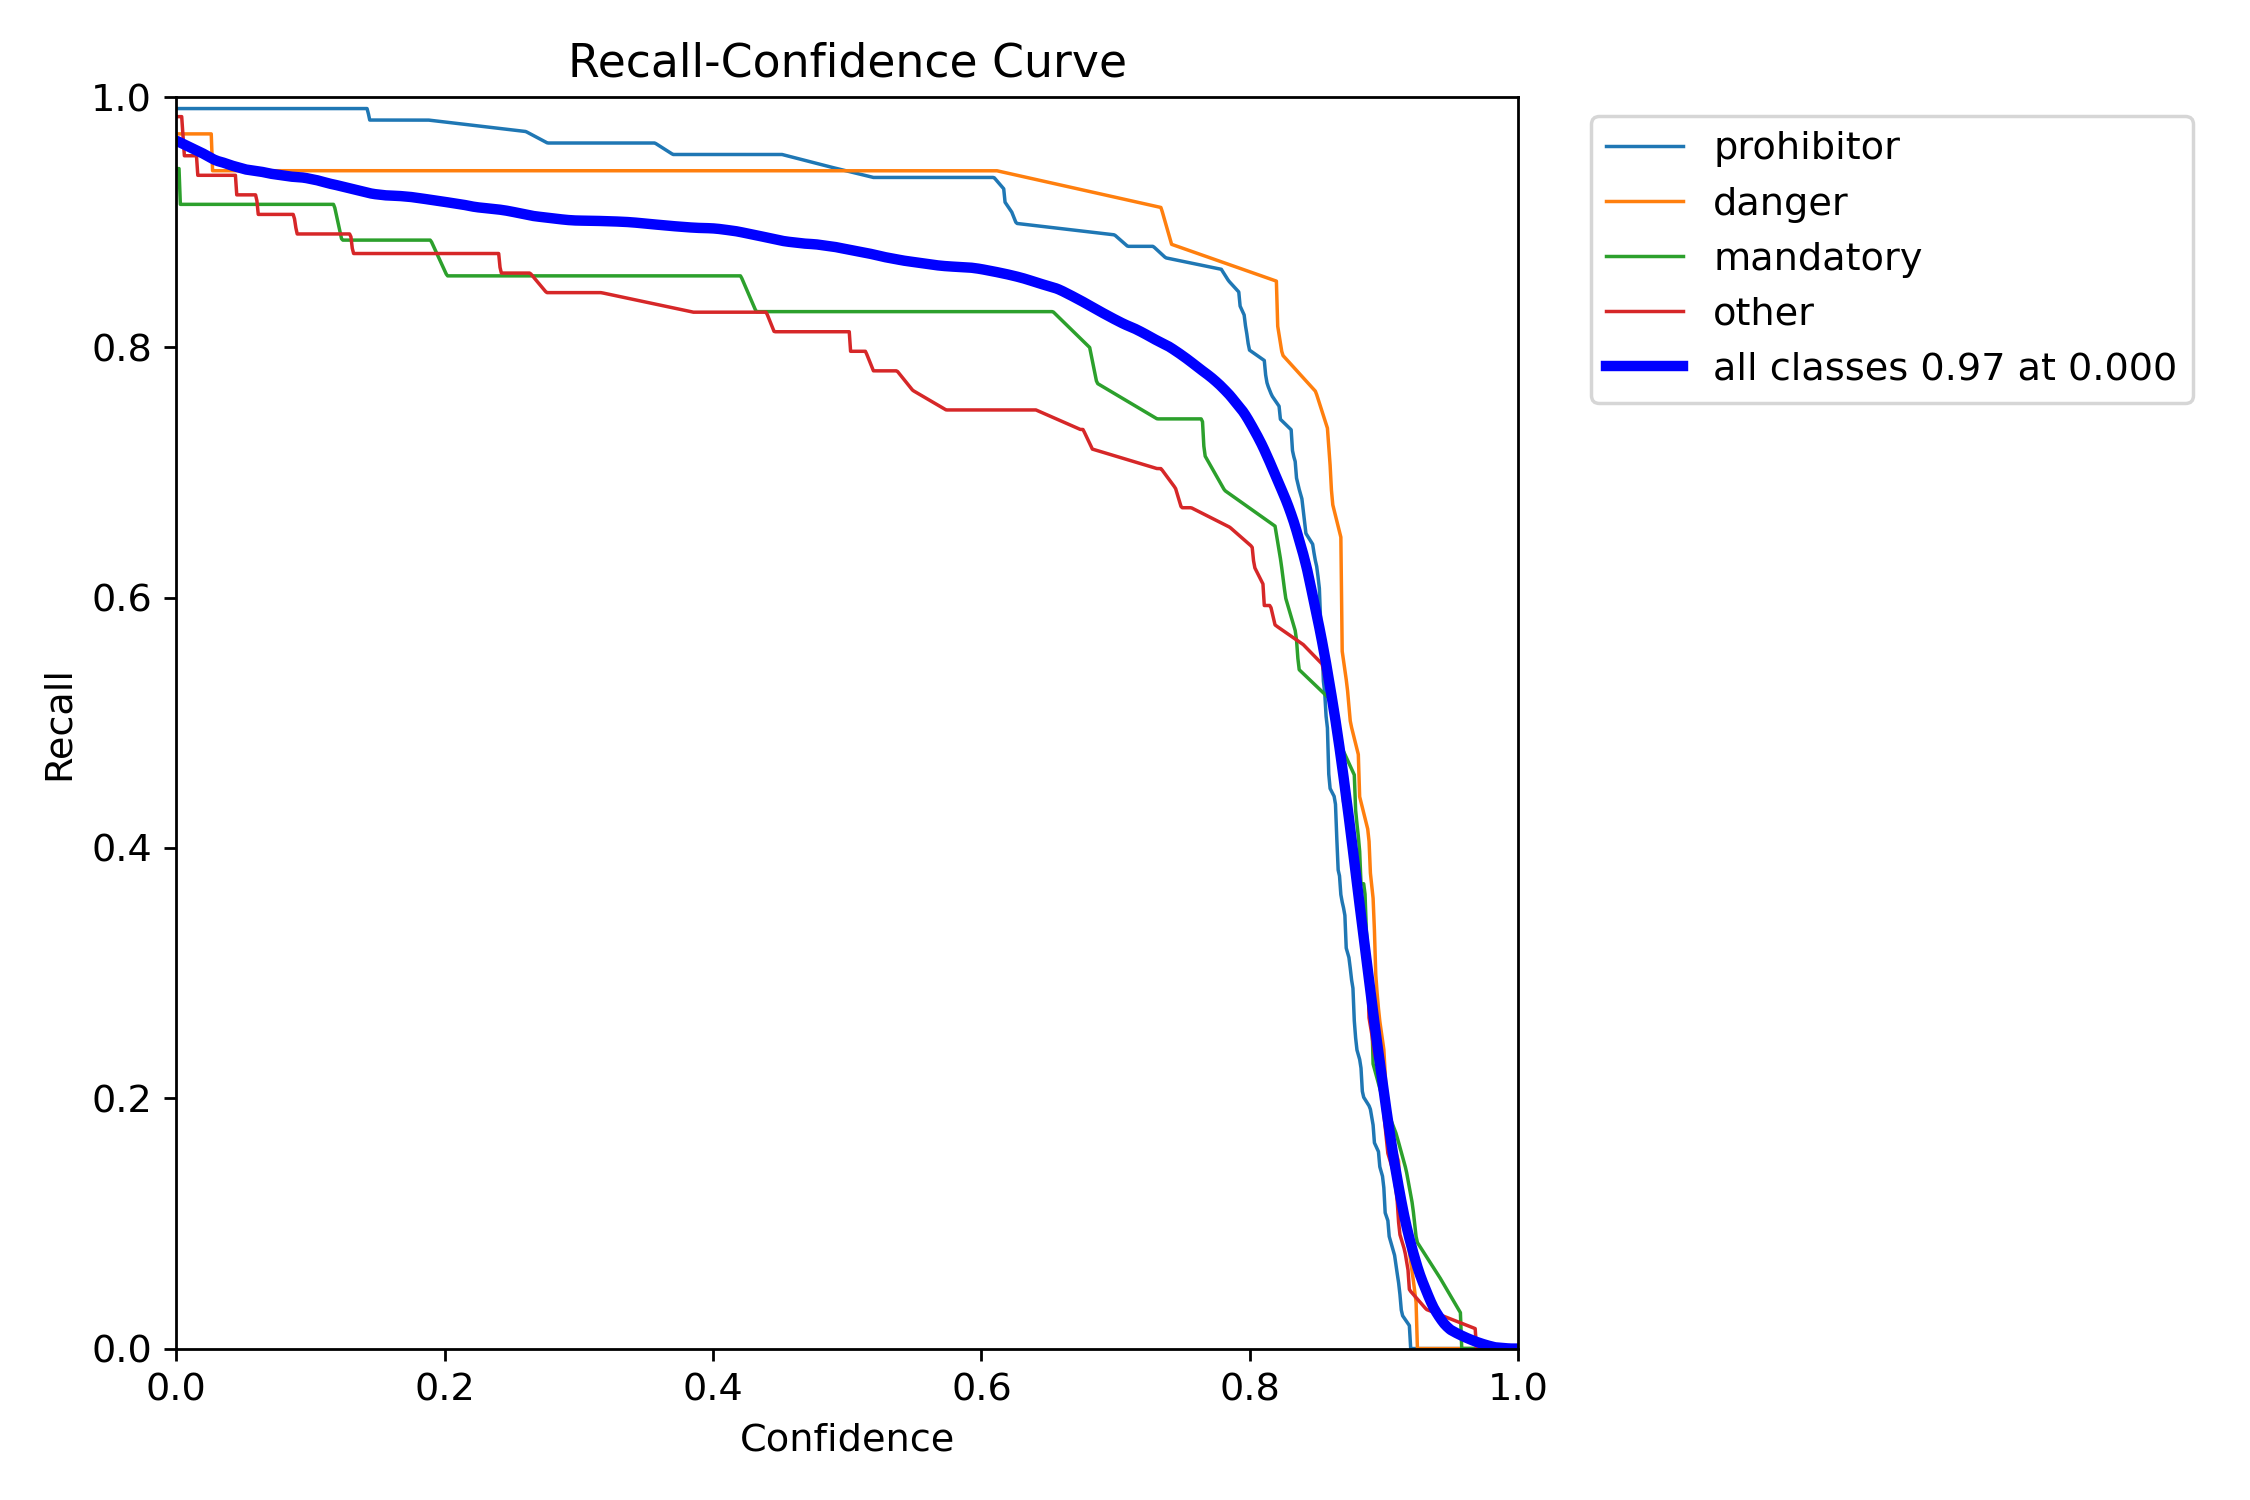 Recall-Confidence Curve
1.0
0.8
0.6
0.4
0.2
0.0
Recall
0.0 0.2 0.4 0.6 0.8 1.0
Confidence
prohibitor
danger
mandatory
other
all classes 0.97 at 0.000